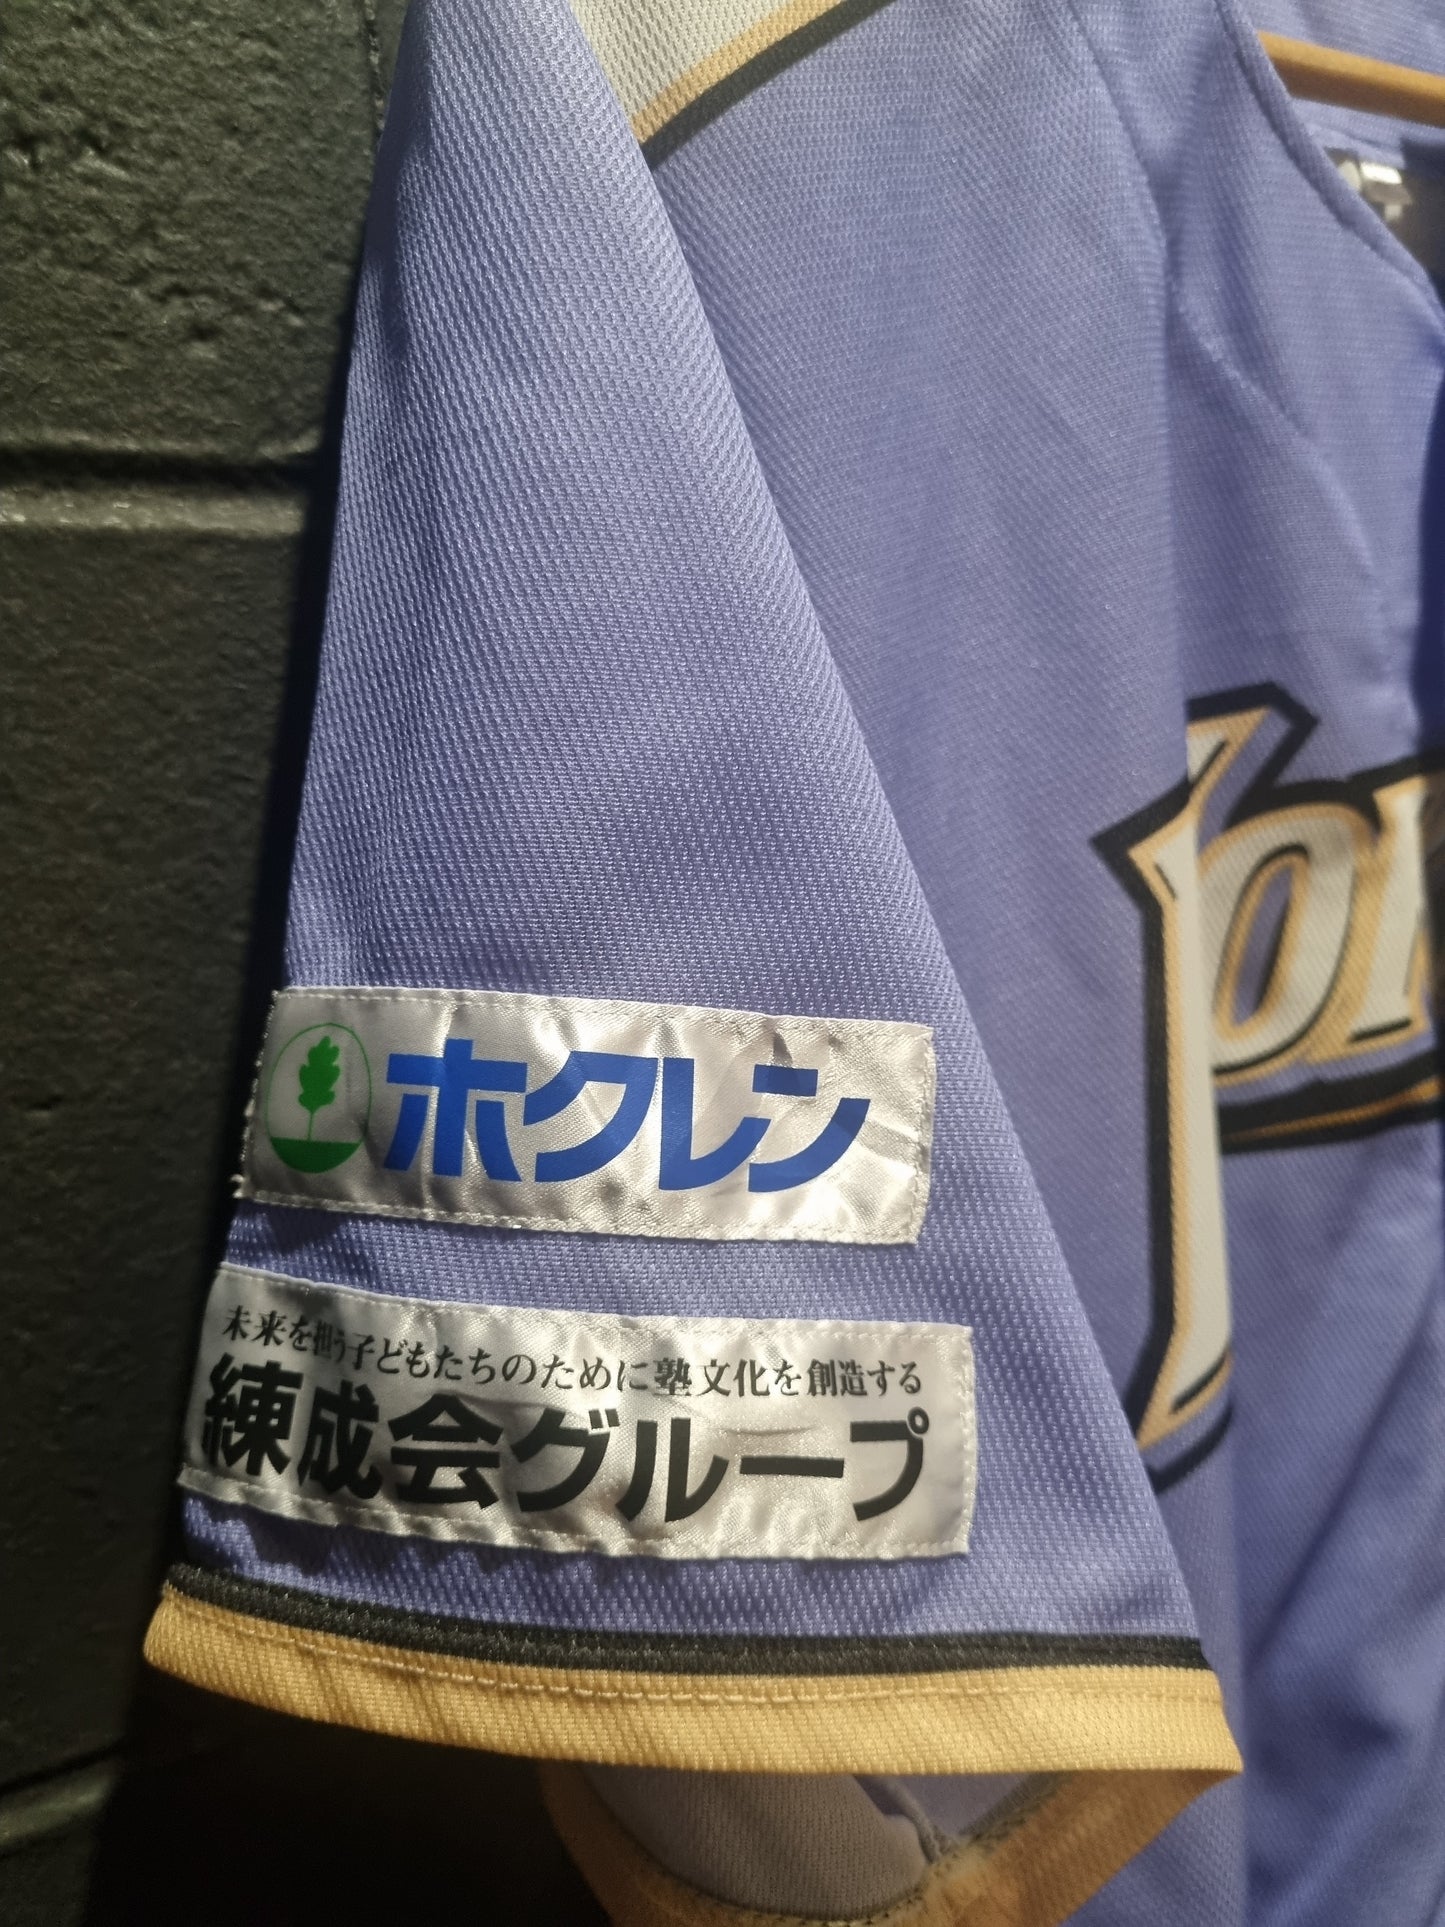 ホクレン
未来を担う子どもたちのために塾文化を創造する
練成会グループ